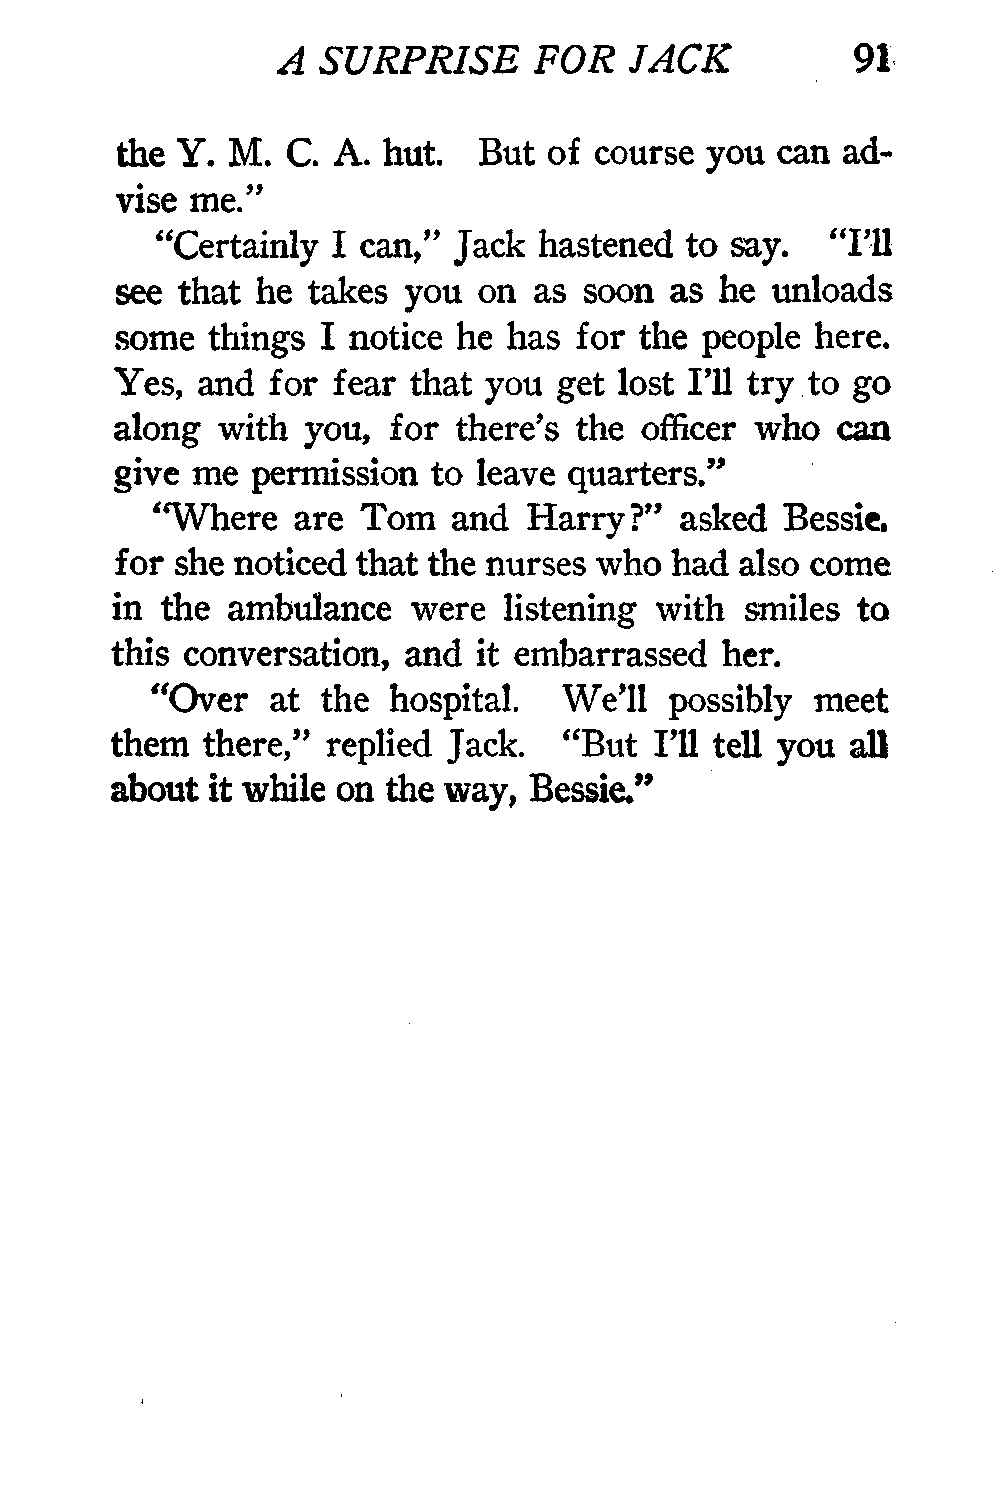 A SURPRISE FOR JACK 91
the Y. M. C. A. hut. But of course you can ad-
vise me."
"Certainly I can," Jack hastened to say. "I'll
see that he takes you on as soon as he unloads
some things I notice he has for the people here.
Yes, and for fear that you get lost I'll try to go
along with you, for there's the officer who can
give me permission to leave quarters."
"Where are Tom and Harry?" asked Bessie.
for she noticed that the nurses who had also come
in the ambulance were listening with smiles to
this conversation, and it embarrassed her.
"Over at the hospital. We'll possibly meet
them there," replied Jack. "But I'll tell you all
about it while on the way, Bessie."